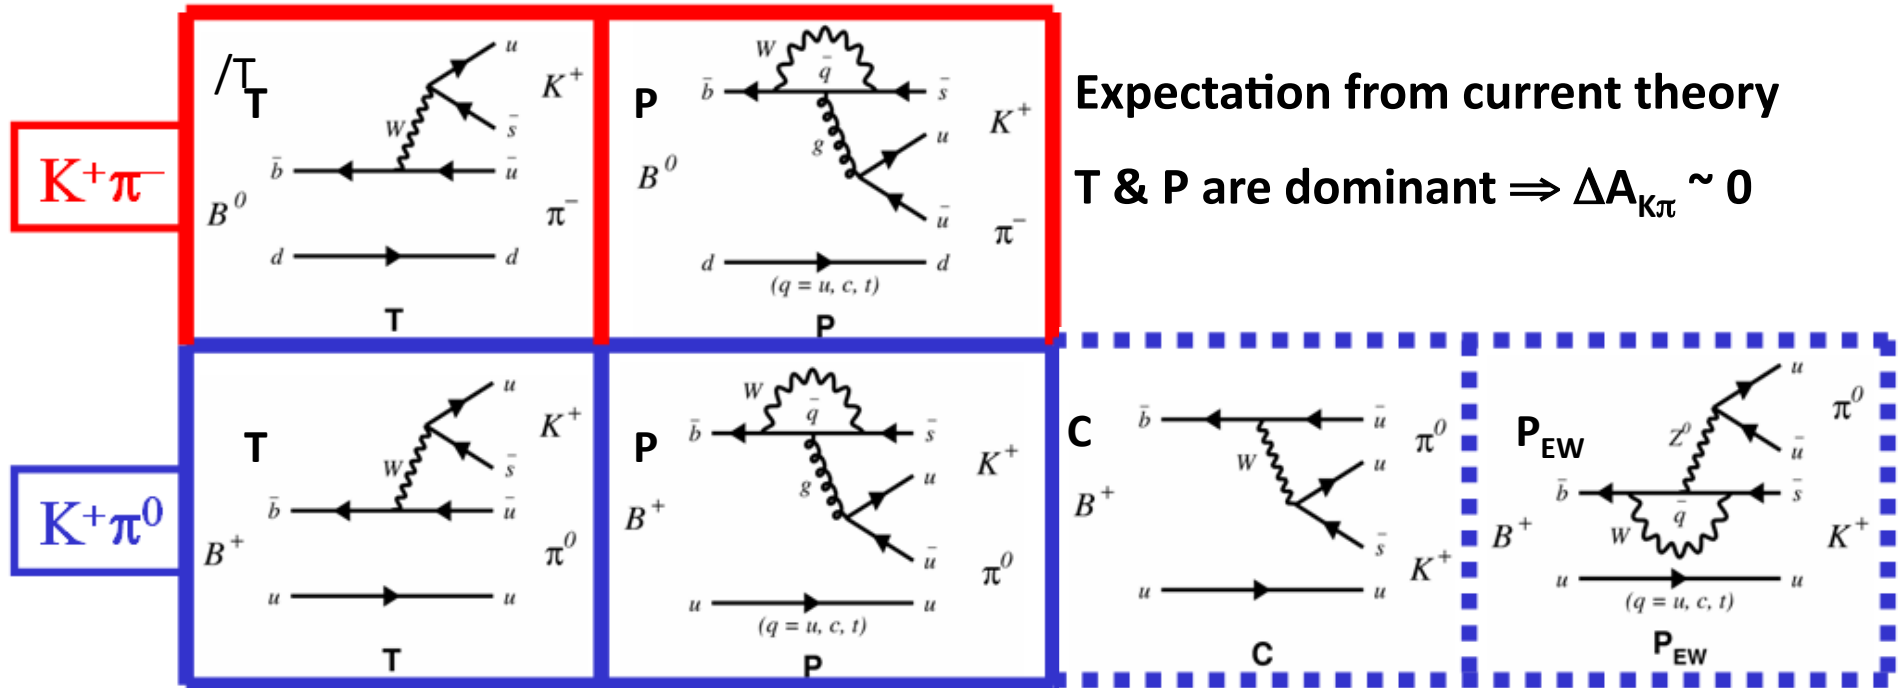 /T
T
W
u
K⁺
s̄
b̄
ū
B⁰
π⁻
d
d
T
P
W
q̄
b̄
s̄
K⁺
g
u
B⁰
ū
π⁻
d
d
(q = u, c, t)
P
Expectation from current theory
T & P are dominant ⇒ ΔA_Kπ ~ 0
K⁺π⁻
K⁺π⁰
T
W
u
K⁺
s̄
b̄
ū
B⁺
π⁰
u
u
T
P
W
q̄
b̄
s̄
K⁺
g
u
B⁺
ū
π⁰
u
u
(q = u, c, t)
P
C
b̄
ū
π⁰
W
u
B⁺
s̄
K⁺
u
u
C
P_EW
u
π⁰
Z⁰
ū
b̄
s̄
q̄
W
B⁺
K⁺
u
u
(q = u, c, t)
P_EW